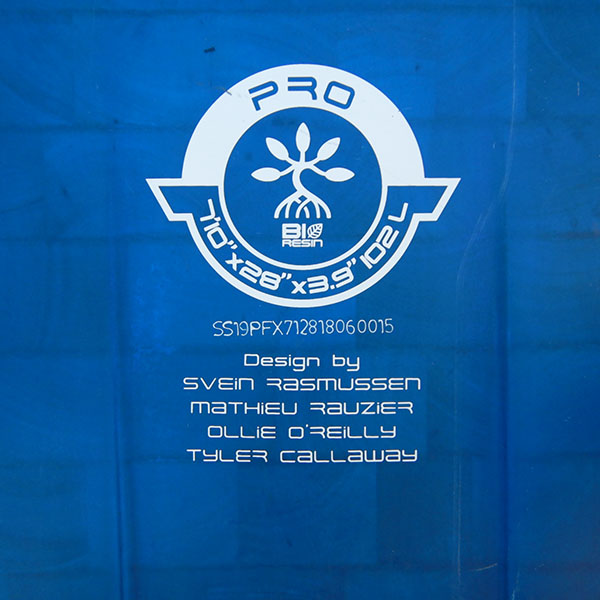 PRO
BIO
RESIN
7'10"x28"x3.9" 102 L
SS19PFX712818060015
Design by
SVEIN RASMUSSEN
MATHIEU RAUZIER
OLLIE O'REILLY
TYLER CALLAWAY